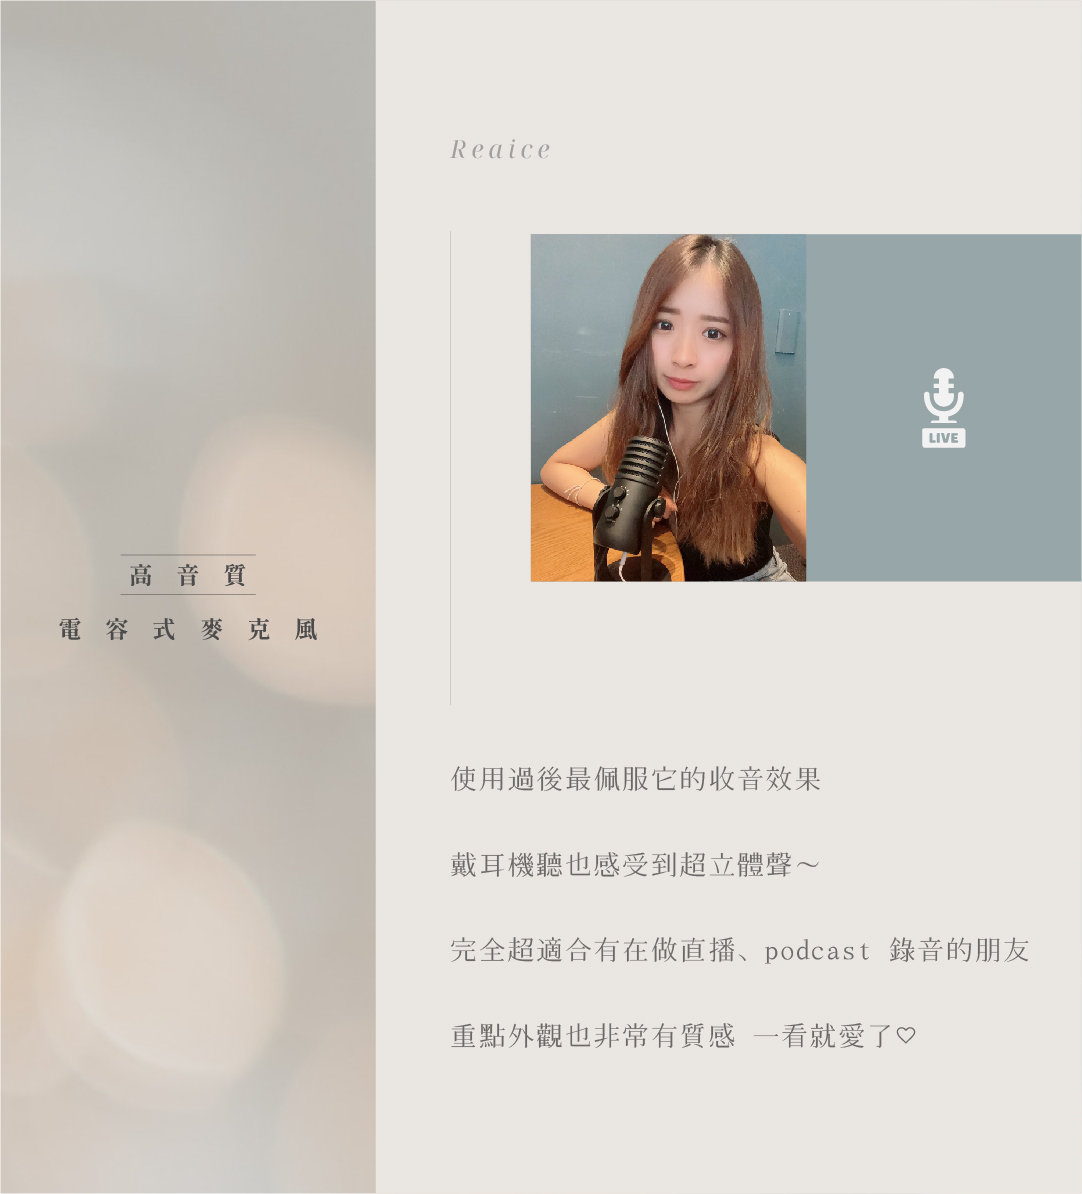 Reaice
LIVE
高音質
電容式麥克風
使用過後最佩服它的收音效果
戴耳機聽也感受到超立體聲～
完全超適合有在做直播、podcast 錄音的朋友
重點外觀也非常有質感 一看就愛了♡